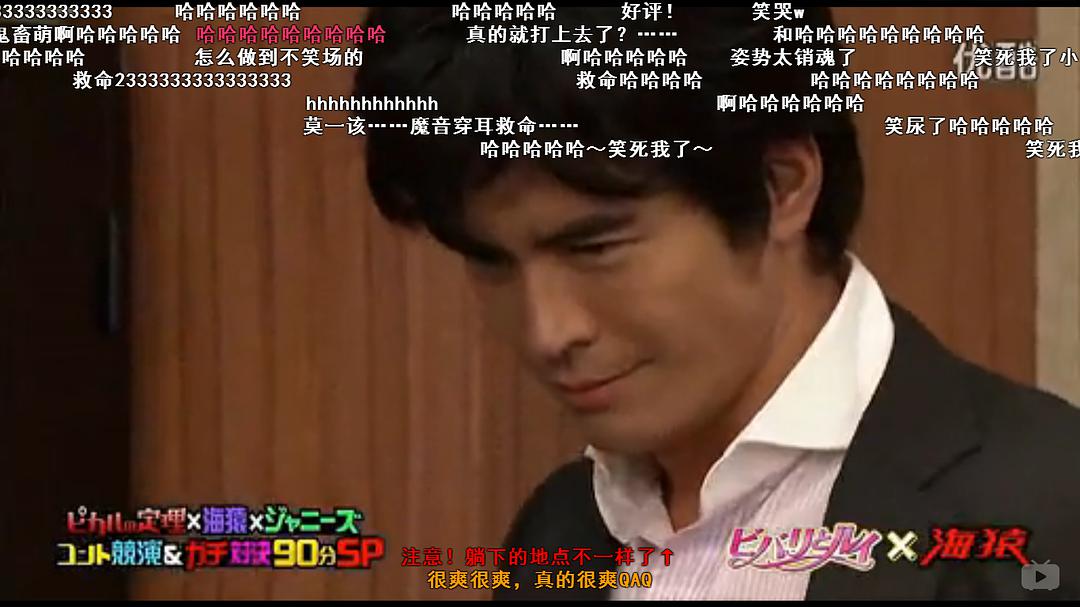 33333333333 哈哈哈哈哈哈 哈哈哈哈哈 好评！ 笑哭w
鬼畜萌啊哈哈哈哈哈 哈哈哈哈哈哈哈哈哈 真的就打上去了？…… 和哈哈哈哈哈哈哈哈哈
哈哈哈哈 怎么做到不笑场的 啊哈哈哈哈哈 姿势太销魂了 笑死我了小
优酷
救命23333333333333 救命哈哈哈哈 哈哈哈哈哈哈哈哈
hhhhhhhhhhhh 啊哈哈哈哈哈哈
莫一该……魔音穿耳救命…… 笑尿了哈哈哈哈哈
哈哈哈哈哈～笑死我了～ 笑死我
ピカルの定理×海猿×ジャニーズ
コント競演&ガチ対決90分SP
ビバリとルイ×海猿
注意！躺下的地点不一样了↑
很爽很爽，真的很爽QAQ